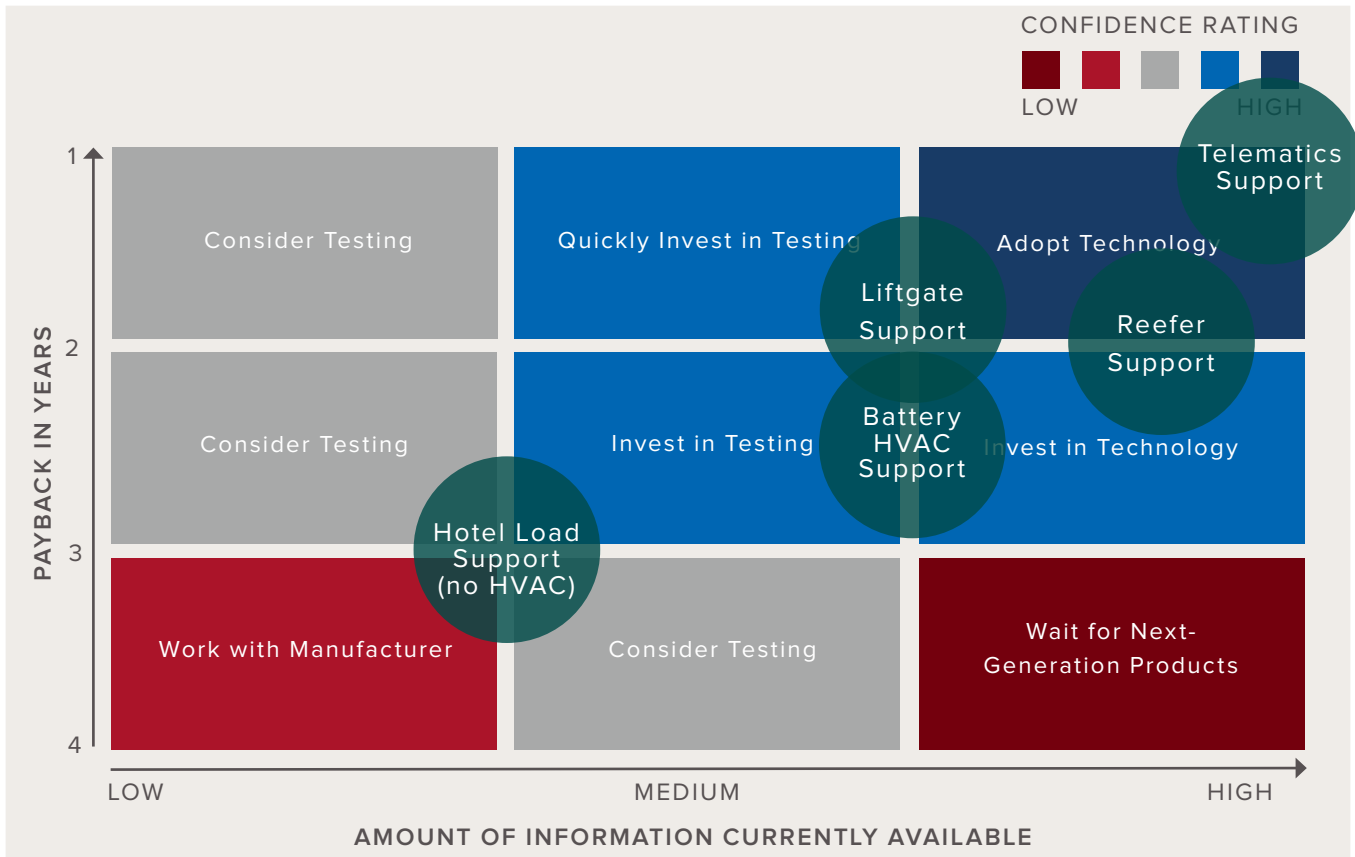 CONFIDENCE RATING
LOW
HIGH
PAYBACK IN YEARS
1
2
3
4
Consider Testing
Quickly Invest in Testing
Adopt Technology
Telematics
Support
Liftgate
Support
Reefer
Support
Consider Testing
Invest in Testing
Battery
HVAC
Support
Invest in Technology
Hotel Load
Support
(no HVAC)
Work with Manufacturer
Consider Testing
Wait for Next-
Generation Products
LOW
MEDIUM
HIGH
AMOUNT OF INFORMATION CURRENTLY AVAILABLE